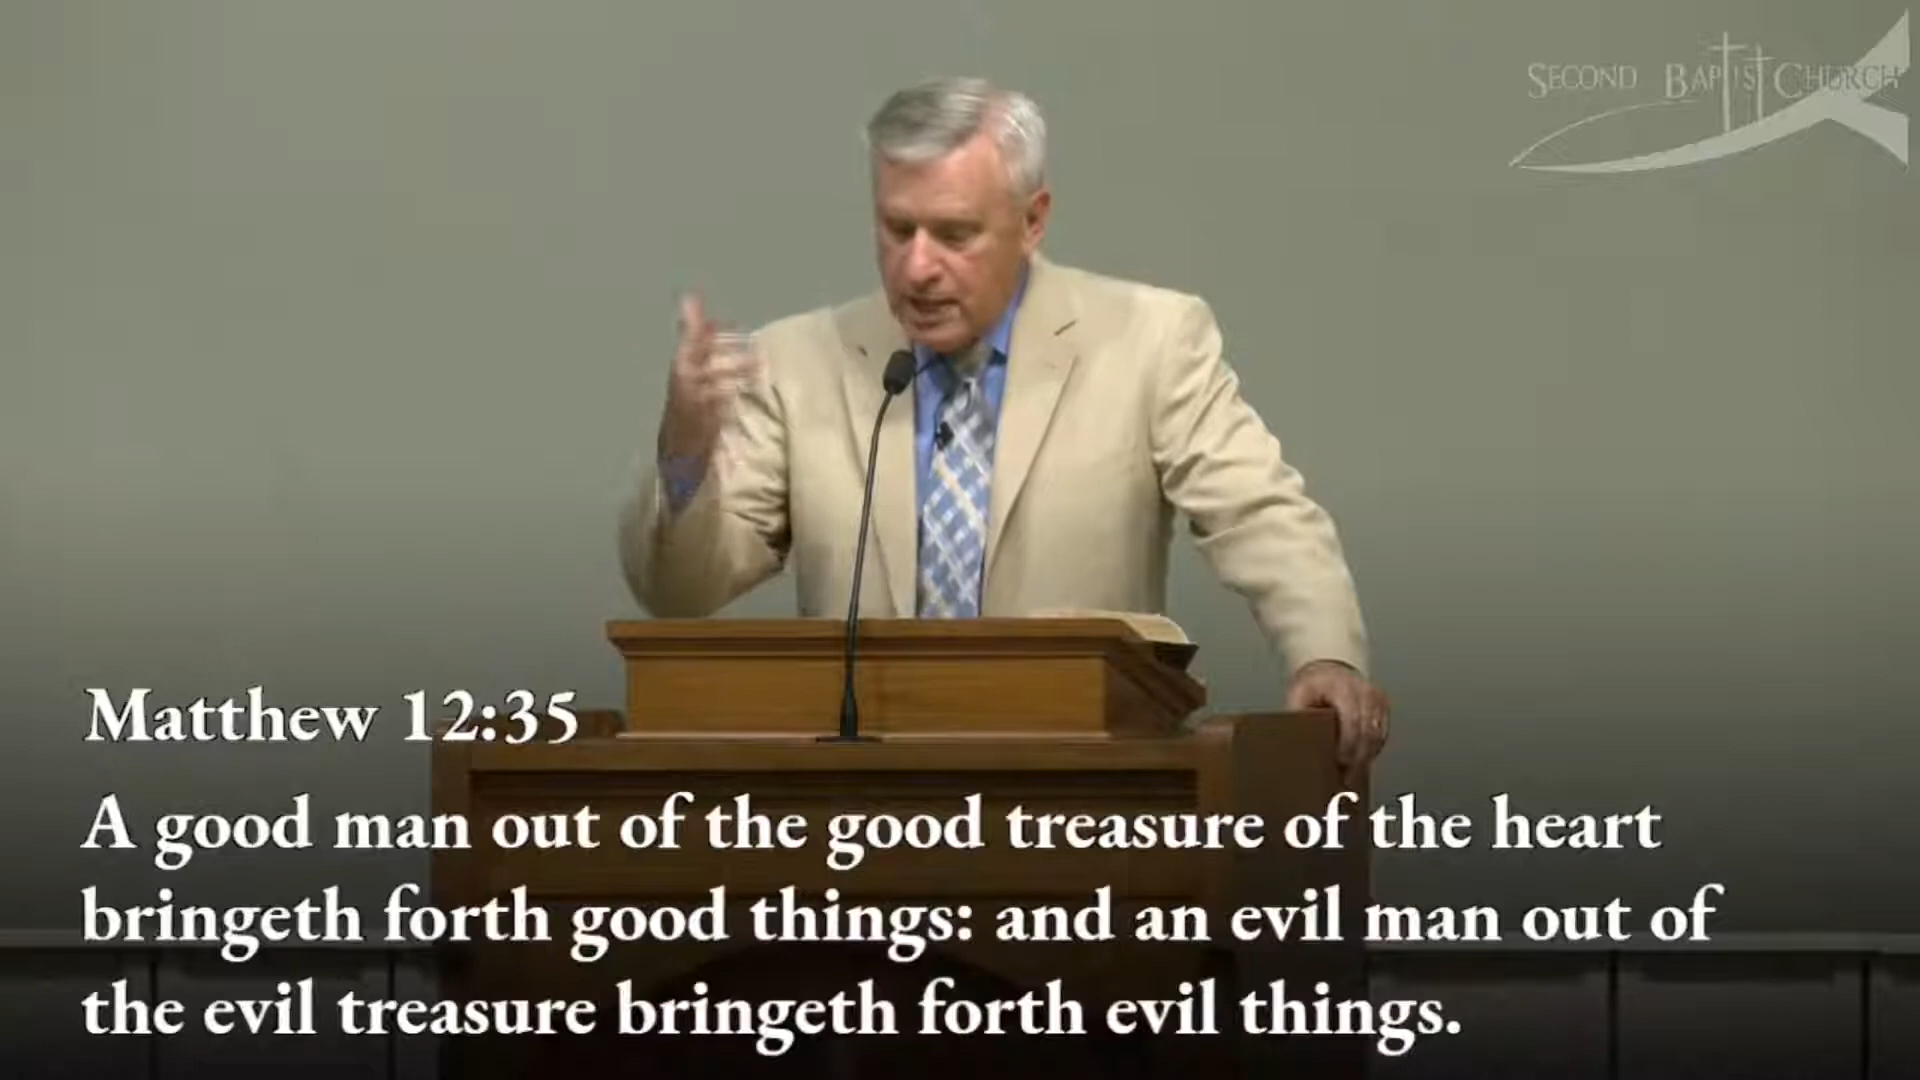 SECOND BAPTIST CHURCH
Matthew 12:35
A good man out of the good treasure of the heart
bringeth forth good things: and an evil man out of
the evil treasure bringeth forth evil things.